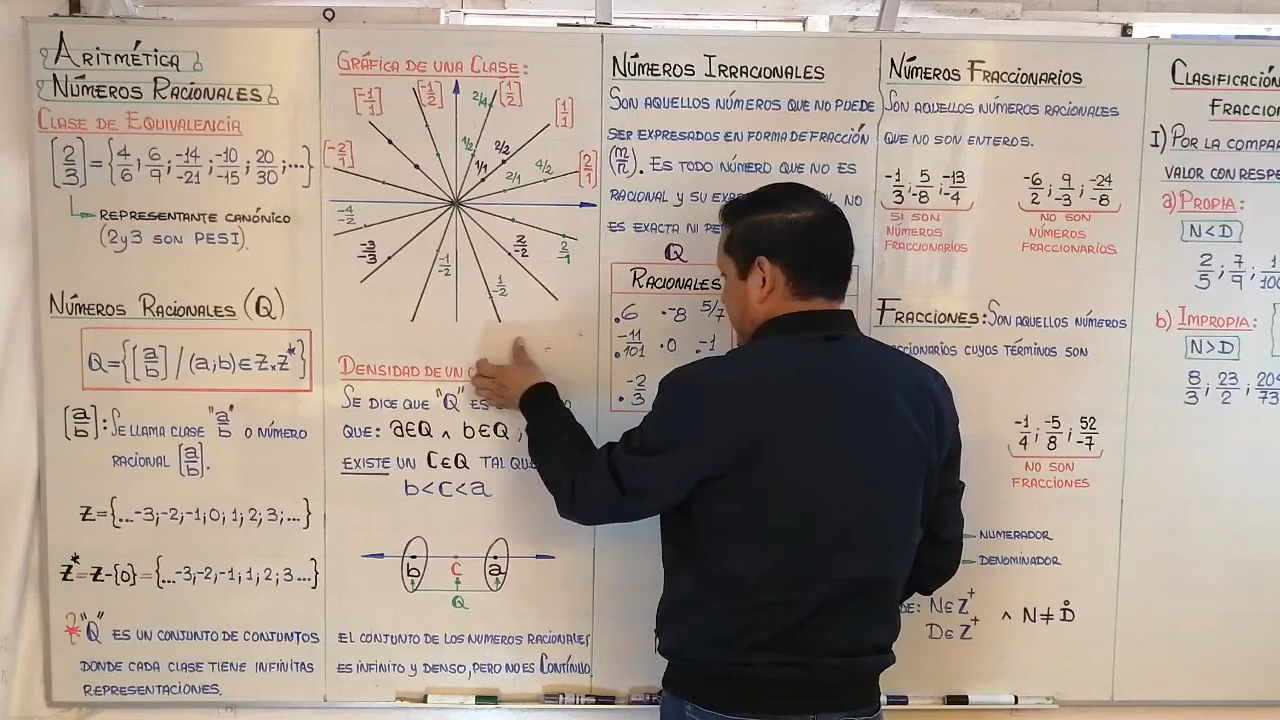 ARITMÉTICA
NÚMEROS RACIONALES
CLASE DE EQUIVALENCIA
[2/3]={4/6;6/9;-14/-21;-10/-15;20/30;...}
REPRESENTANTE CANÓNICO
(2y3 SON PESI).
NÚMEROS RACIONALES (Q)
Q={[a/b]/(a;b)∈Z×Z*}
[a/b]: SE LLAMA CLASE "a/b" O NÚMERO
RACIONAL [a/b].
Z={...-3;-2;-1;0;1;2;3;...}
Z*=Z-{0}={...-3;-2;-1;1;2;3...}
"Q" ES UN CONJUNTO DE CONJUNTOS
DONDE CADA CLASE TIENE INFINITAS
REPRESENTACIONES.
GRÁFICA DE UNA CLASE:
[-1/1] [-1/2] 2/4 [1/2] [1/1]
[-2/1] 1/2 1/1 2/2 2/1 4/2 [2/1]
-4/-2 -3/-3 -1/-2 1/-2 2/-2 2/-1
DENSIDAD DE UN
SE DICE QUE "Q" ES
QUE: a∈Q ∧ b∈Q;
EXISTE UN C∈Q TAL QUE
b<c<a
b C a
Q
EL CONJUNTO DE LOS NUMEROS RACIONALES
ES INFINITO Y DENSO, PERO NO ES CONTÍNUO.
NÚMEROS IRRACIONALES
SON AQUELLOS NÚMEROS QUE NO PUEDE
SER EXPRESADOS EN FORMA DE FRACCIÓN
(m/n). ES TODO NÚMERO QUE NO ES
RACIONAL Y SU NO
ES EXACTA NI
Q
RACIONALES
.6 .-8 5/7
.-11/101 .0 .-1
.-2/3
NÚMEROS FRACCIONARIOS
SON AQUELLOS NÚMEROS RACIONALES
QUE NO SON ENTEROS.
-1/3;5/-8;-13/-4 -6/2;9/-3;-24/-8
SI SON
NÚMEROS
FRACCIONARIOS
NO SON
NÚMEROS
FRACCIONARIOS
FRACCIONES: SON AQUELLOS NÚMEROS
CUYOS TÉRMINOS SON
-1/4;-5/8;52/-7
NO SON
FRACCIONES
NUMERADOR
DENOMINADOR
N∈Z⁺
D∈Z⁺ ∧ N≠D̊
CLASIFICACIÓN
I) POR LA
VALOR CON
a) PROPIA:
N<D
2/5;7/9;
b) IMPROPIA:
N>D
8/3;23/2;